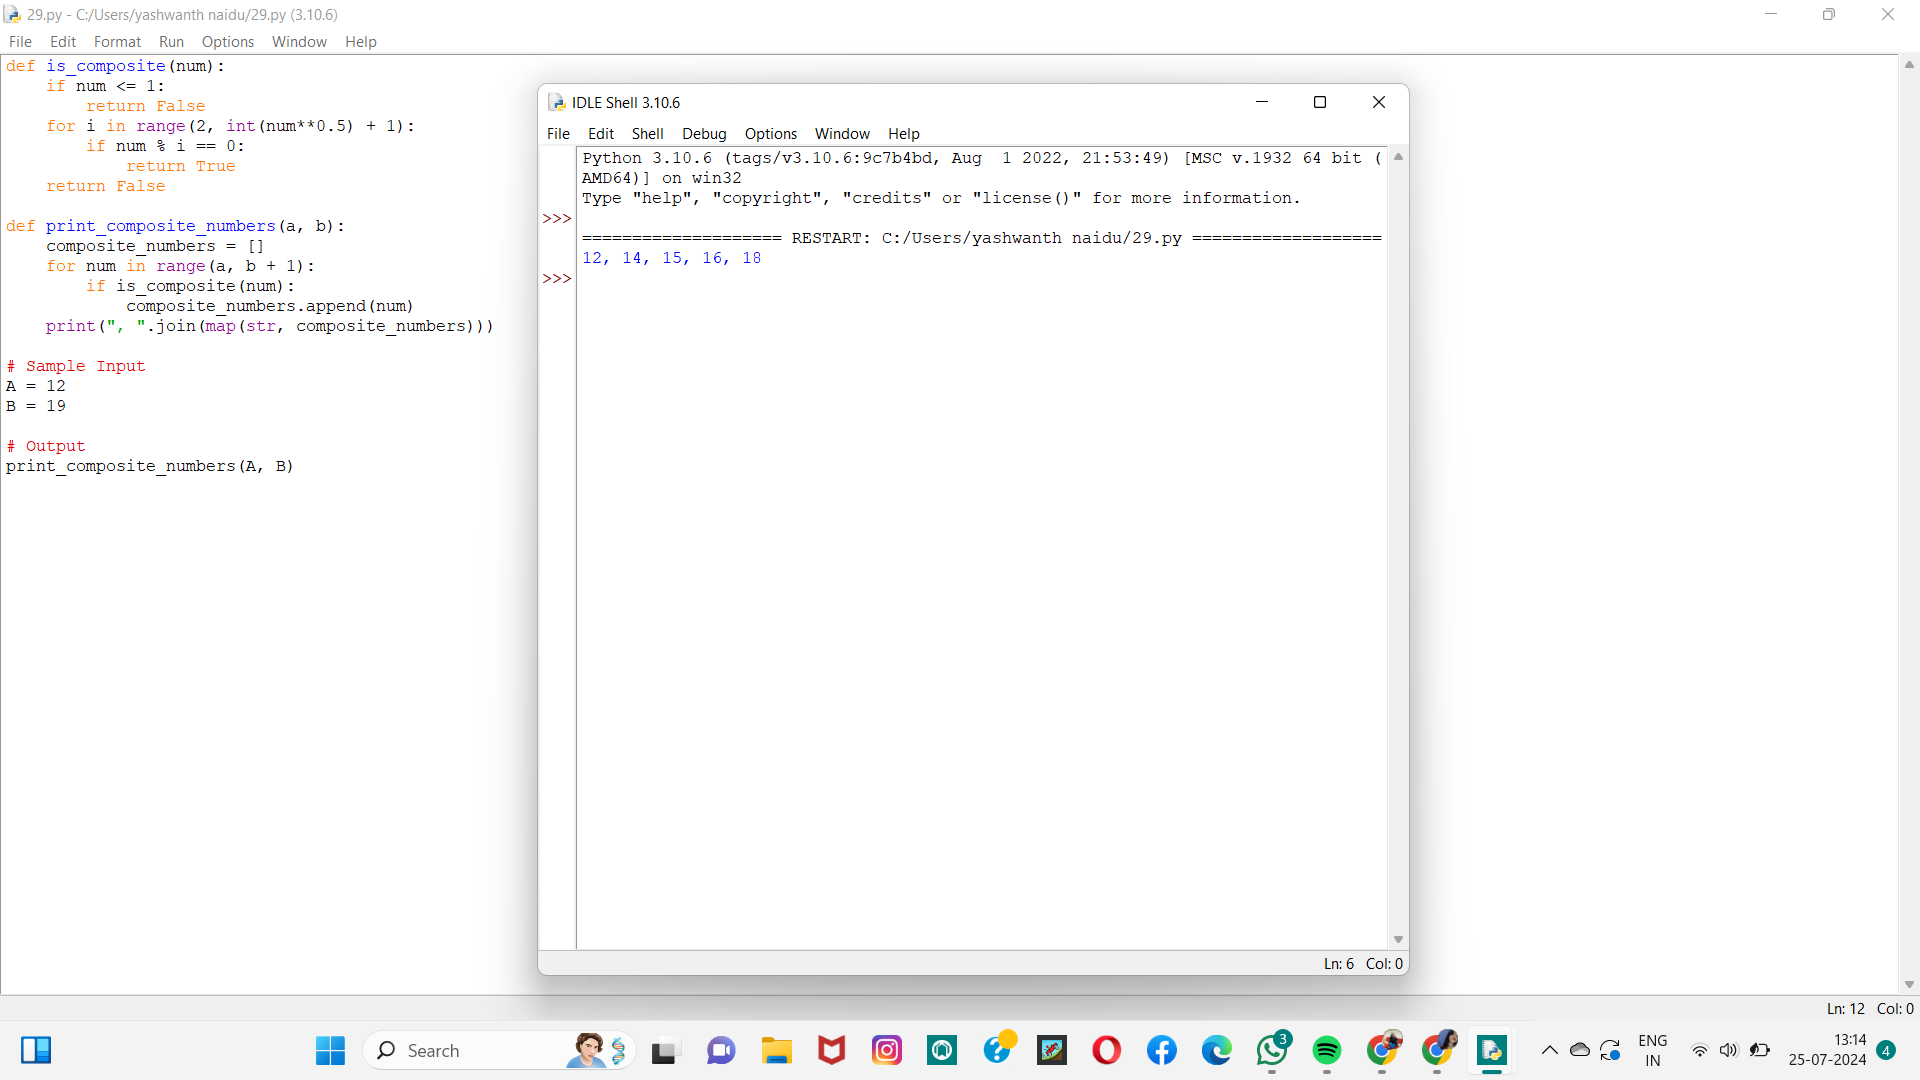 29.py - C:/Users/yashwanth naidu/29.py (3.10.6)
File Edit Format Run Options Window Help
def is_composite(num):
    if num <= 1:
        return False
    for i in range(2, int(num**0.5) + 1):
        if num % i == 0:
            return True
    return False

def print_composite_numbers(a, b):
    composite_numbers = []
    for num in range(a, b + 1):
        if is_composite(num):
            composite_numbers.append(num)
    print(", ".join(map(str, composite_numbers)))

# Sample Input
A = 12
B = 19

# Output
print_composite_numbers(A, B)
IDLE Shell 3.10.6
File Edit Shell Debug Options Window Help
Python 3.10.6 (tags/v3.10.6:9c7b4bd, Aug  1 2022, 21:53:49) [MSC v.1932 64 bit (
AMD64)] on win32
Type "help", "copyright", "credits" or "license()" for more information.
>>>
==================== RESTART: C:/Users/yashwanth naidu/29.py ===================
12, 14, 15, 16, 18
>>>
Ln: 6 Col: 0
Ln: 12 Col: 0
Search
3
ENG
IN
13:14
25-07-2024
4